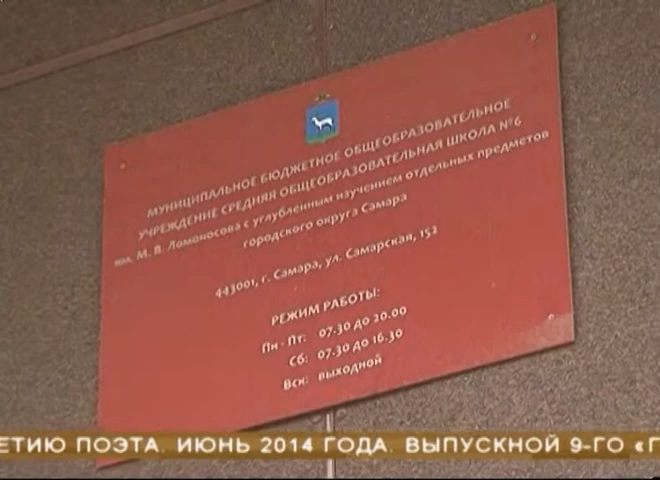 МУНИЦИПАЛЬНОЕ БЮДЖЕТНОЕ ОБЩЕОБРАЗОВАТЕЛЬНОЕ
УЧРЕЖДЕНИЕ СРЕДНЯЯ ОБЩЕОБРАЗОВАТЕЛЬНАЯ ШКОЛА №6
им. М. В. Ломоносова с углубленным изучением отдельных предметов
городского округа Самара
443001, г. Самара, ул. Самарская, 152
РЕЖИМ РАБОТЫ:
Пн - Пт: 07.30 до 20.00
Сб: 07.30 до 16.30
Вск: выходной
ЕТИЮ ПОЭТА. ИЮНЬ 2014 ГОДА. ВЫПУСКНОЙ 9-ГО «Г